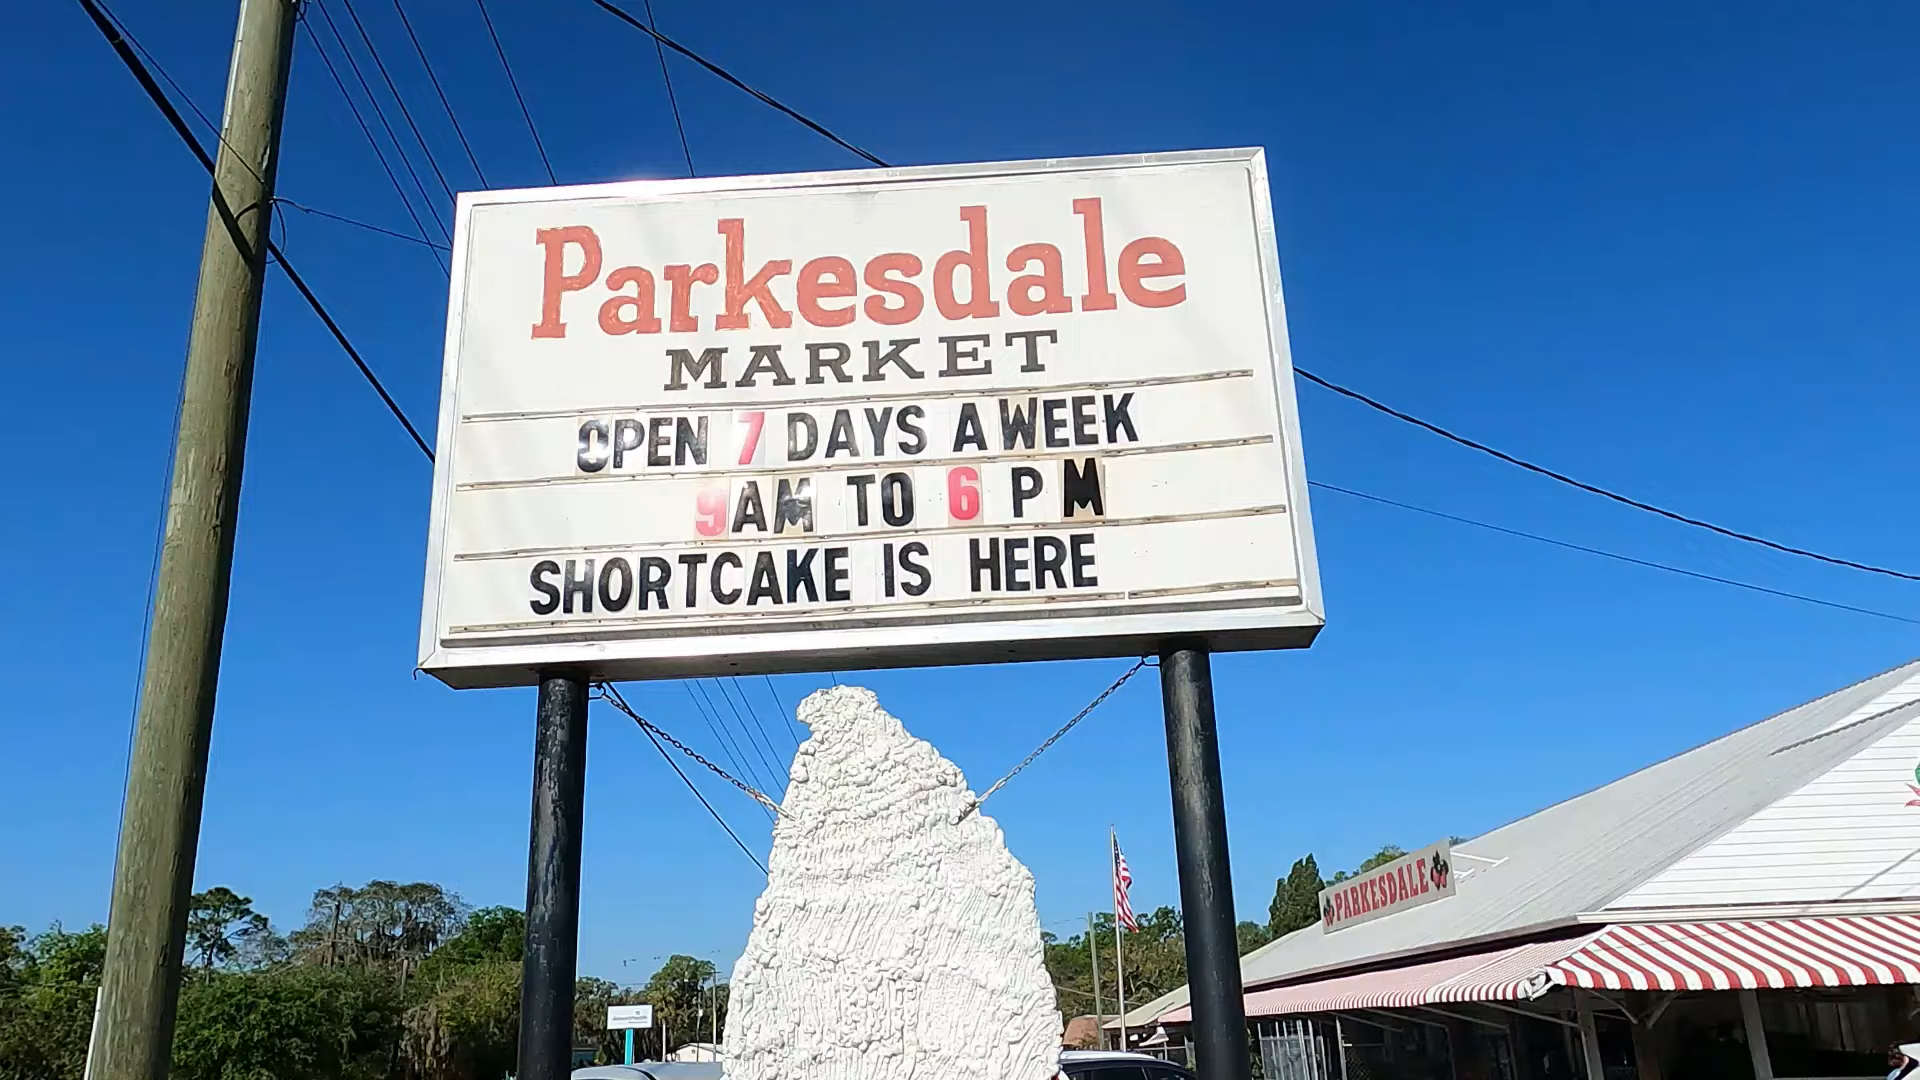 Parkesdale
MARKET
OPEN 7 DAYS A WEEK
9AM TO 6 PM
SHORTCAKE IS HERE
PARKESDALE